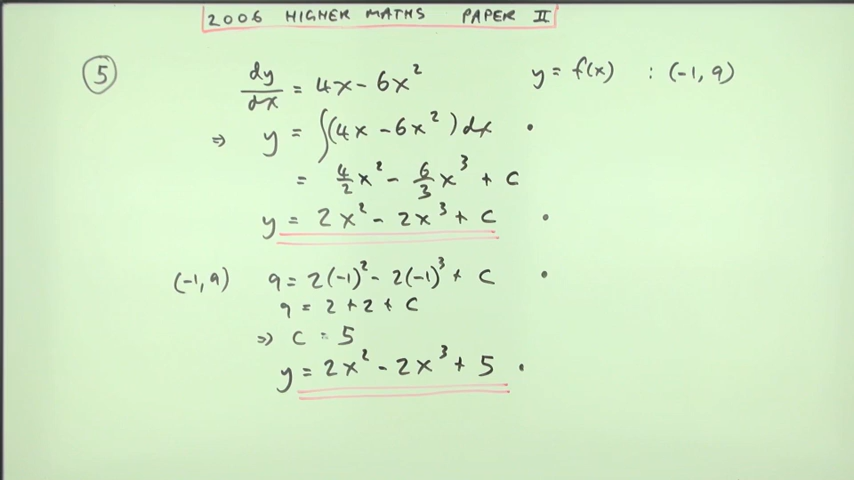 2006 HIGHER MATHS PAPER II
5 dy/dx = 4x - 6x² y = f(x) : (-1, 9)
⇒ y = ∫(4x - 6x²)dx •
= 4/2 x² - 6/3 x³ + C
y = 2x² - 2x³ + C •
(-1, 9) 9 = 2(-1)² - 2(-1)³ + C •
9 = 2 + 2 + C
⇒ C = 5
y = 2x² - 2x³ + 5 •